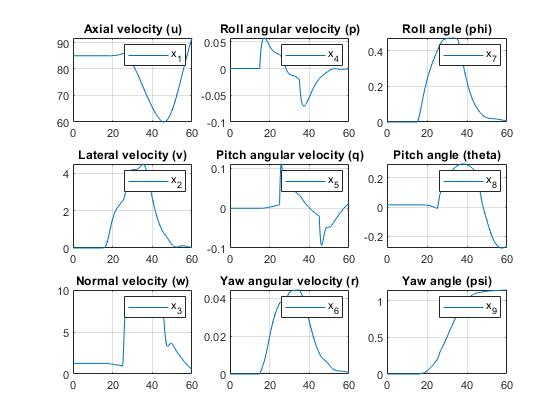 Axial velocity (u)
Roll angular velocity (p)
Roll angle (phi)
90
80
70
60
x1
0 20 40 60
0.05
0
-0.05
-0.1
x4
0 20 40 60
0.4
0.2
0
x7
0 20 40 60
Lateral velocity (v)
Pitch angular velocity (q)
Pitch angle (theta)
4
2
0
x2
0 20 40 60
0.1
0
-0.1
x5
0 20 40 60
0.2
0
-0.2
x8
0 20 40 60
Normal velocity (w)
Yaw angular velocity (r)
Yaw angle (psi)
10
5
0
x3
0 20 40 60
0.04
0.02
0
x6
0 20 40 60
1
0.5
0
x9
0 20 40 60